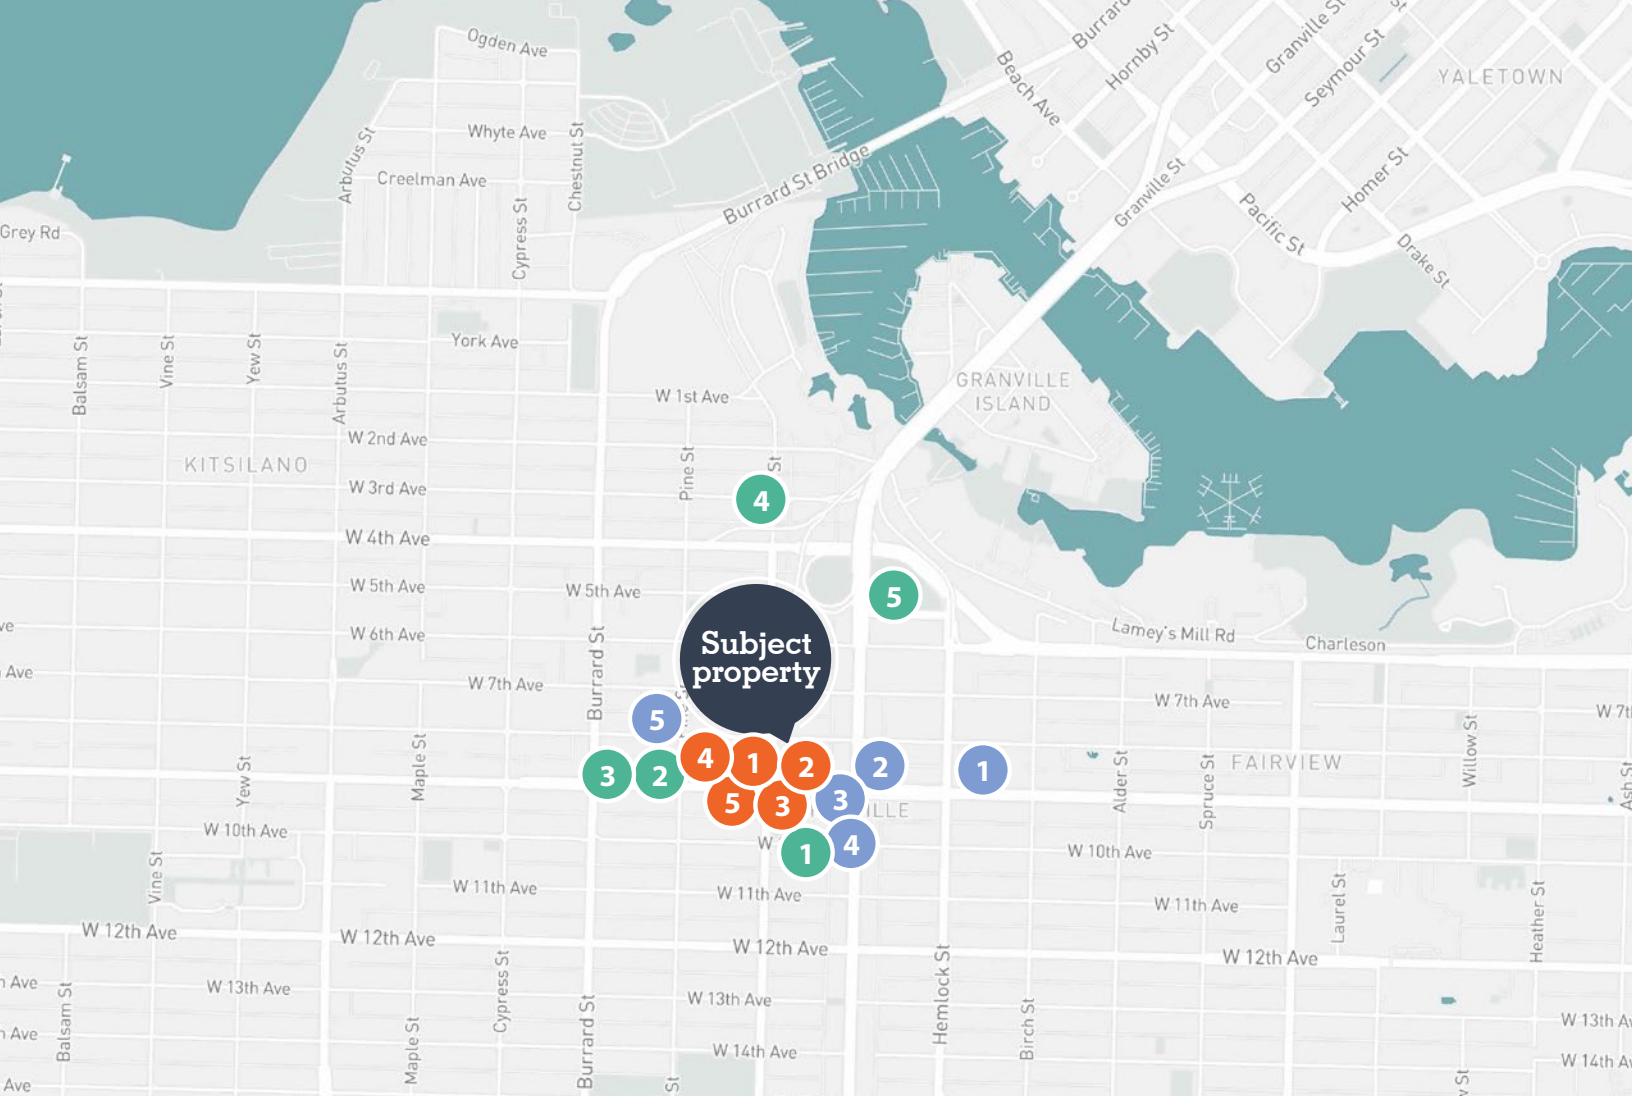 Ogden Ave
Whyte Ave
Arbutus St
Creelman Ave
Chestnut St
Cypress St
Burrard St Bridge
Burrard
Hornby St
Beach Ave
Granville St
Seymour St
St
YALETOWN
Granville St
Homer St
Pacific St
Drake St
Grey Rd
York Ave
Balsam St
Vine St
Yew St
Arbutus St
W 1st Ave
GRANVILLE
ISLAND
W 2nd Ave
KITSILANO
W 3rd Ave
Pine St
St
4
W 4th Ave
W 5th Ave
W 5th Ave
5
W 6th Ave
Burrard St
Subject
property
Lamey's Mill Rd
Charleson
Ave
W 7th Ave
W 7th Ave
W 7t
5
4
1
2
2
1
3
2
5
3
3
ILLE
FAIRVIEW
Yew St
Maple St
Alder St
Spruce St
Willow St
Ash St
W 10th Ave
W
1
4
W 10th Ave
Vine St
W 11th Ave
W 11th Ave
W 11th Ave
Laurel St
Heather St
W 12th Ave
W 12th Ave
W 12th Ave
W 12th Ave
Ave
W 13th Ave
Cypress St
W 13th Ave
Hemlock St
Birch St
W 13th Av
Ave
Balsam St
Maple St
Burrard St
W 14th Ave
W 14th Av
Ave
St
St